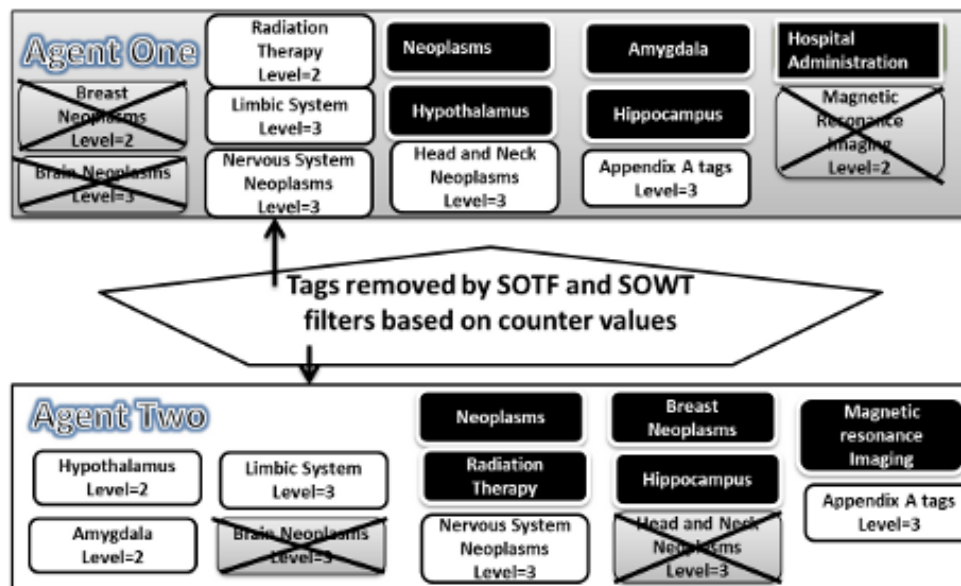 Agent One
Radiation
Therapy
Level=2
Neoplasms
Amygdala
Hospital
Administration
Breast
Neoplasms
Level=2
Limbic System
Level=3
Hypothalamus
Hippocampus
Magnetic
Resonance
Imaging
Level=2
Brain Neoplasms
Level=3
Nervous System
Neoplasms
Level=3
Head and Neck
Neoplasms
Level=3
Appendix A tags
Level=3
Tags removed by SOTF and SOWT
filters based on counter values
Agent Two
Neoplasms
Breast
Neoplasms
Magnetic
resonance
Imaging
Hypothalamus
Level=2
Limbic System
Level=3
Radiation
Therapy
Hippocampus
Appendix A tags
Level=3
Amygdala
Level=2
Brain Neoplasms
Level=3
Nervous System
Neoplasms
Level=3
Head and Neck
Neoplasms
Level=3